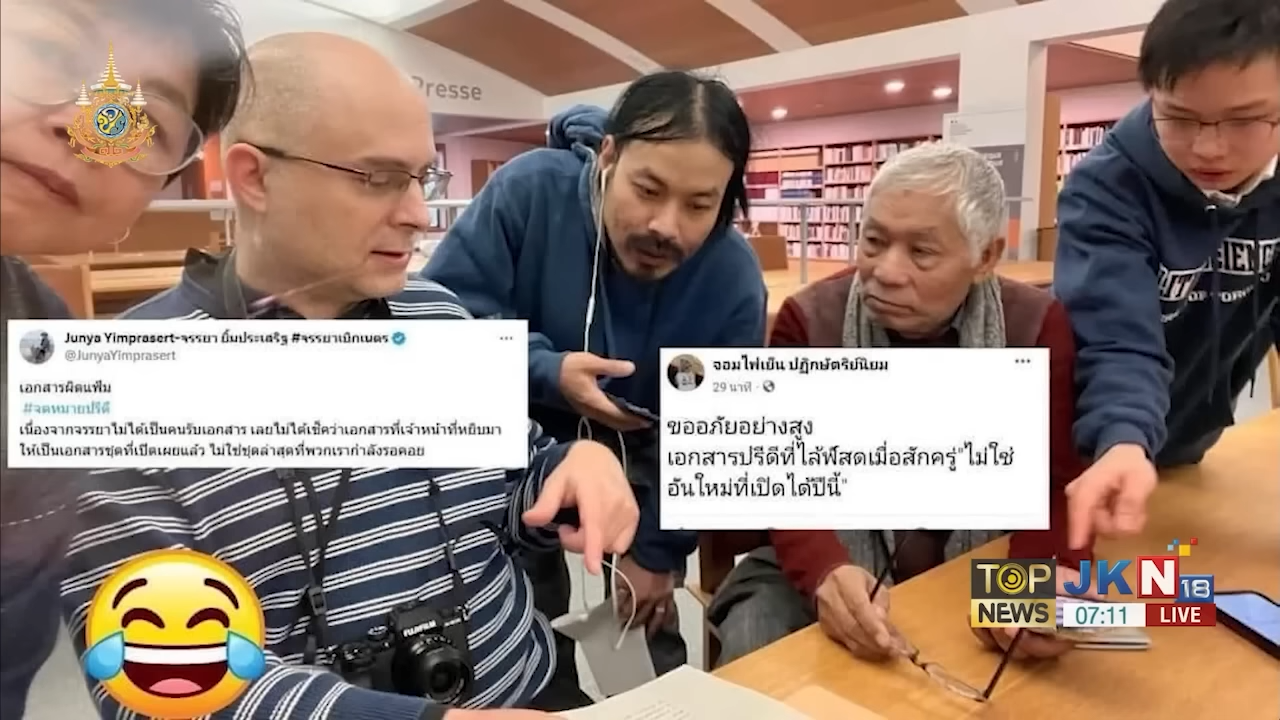 Presse
Junya Yimprasert-จรรยา ยิ้มประเสริฐ #จรรยาเบิกเนตร
@JunyaYimprasert
เอกสารผิดแฟ้ม
#จดหมายปรีดี
เนื่องจากจรรยาไม่ได้เป็นคนรับเอกสาร เลยไม่ได้เช็คว่าเอกสารที่เจ้าหน้าที่หยิบมา
ให้เป็นเอกสารชุดที่เปิดเผยแล้ว ไม่ใช่ชุดล่าสุดที่พวกเรากำลังรอคอย
จอมไฟเย็น ปฏิกษัตริย์นิยม
29 นาที
ขออภัยอย่างสูง
เอกสารปรีดีที่ไล้ฟ์สดเมื่อสักครู่"ไม่ใช่
อันใหม่ที่เปิดได้ปีนี้"
FUJIFILM
TOP NEWS
JKN 18
07:11 LIVE